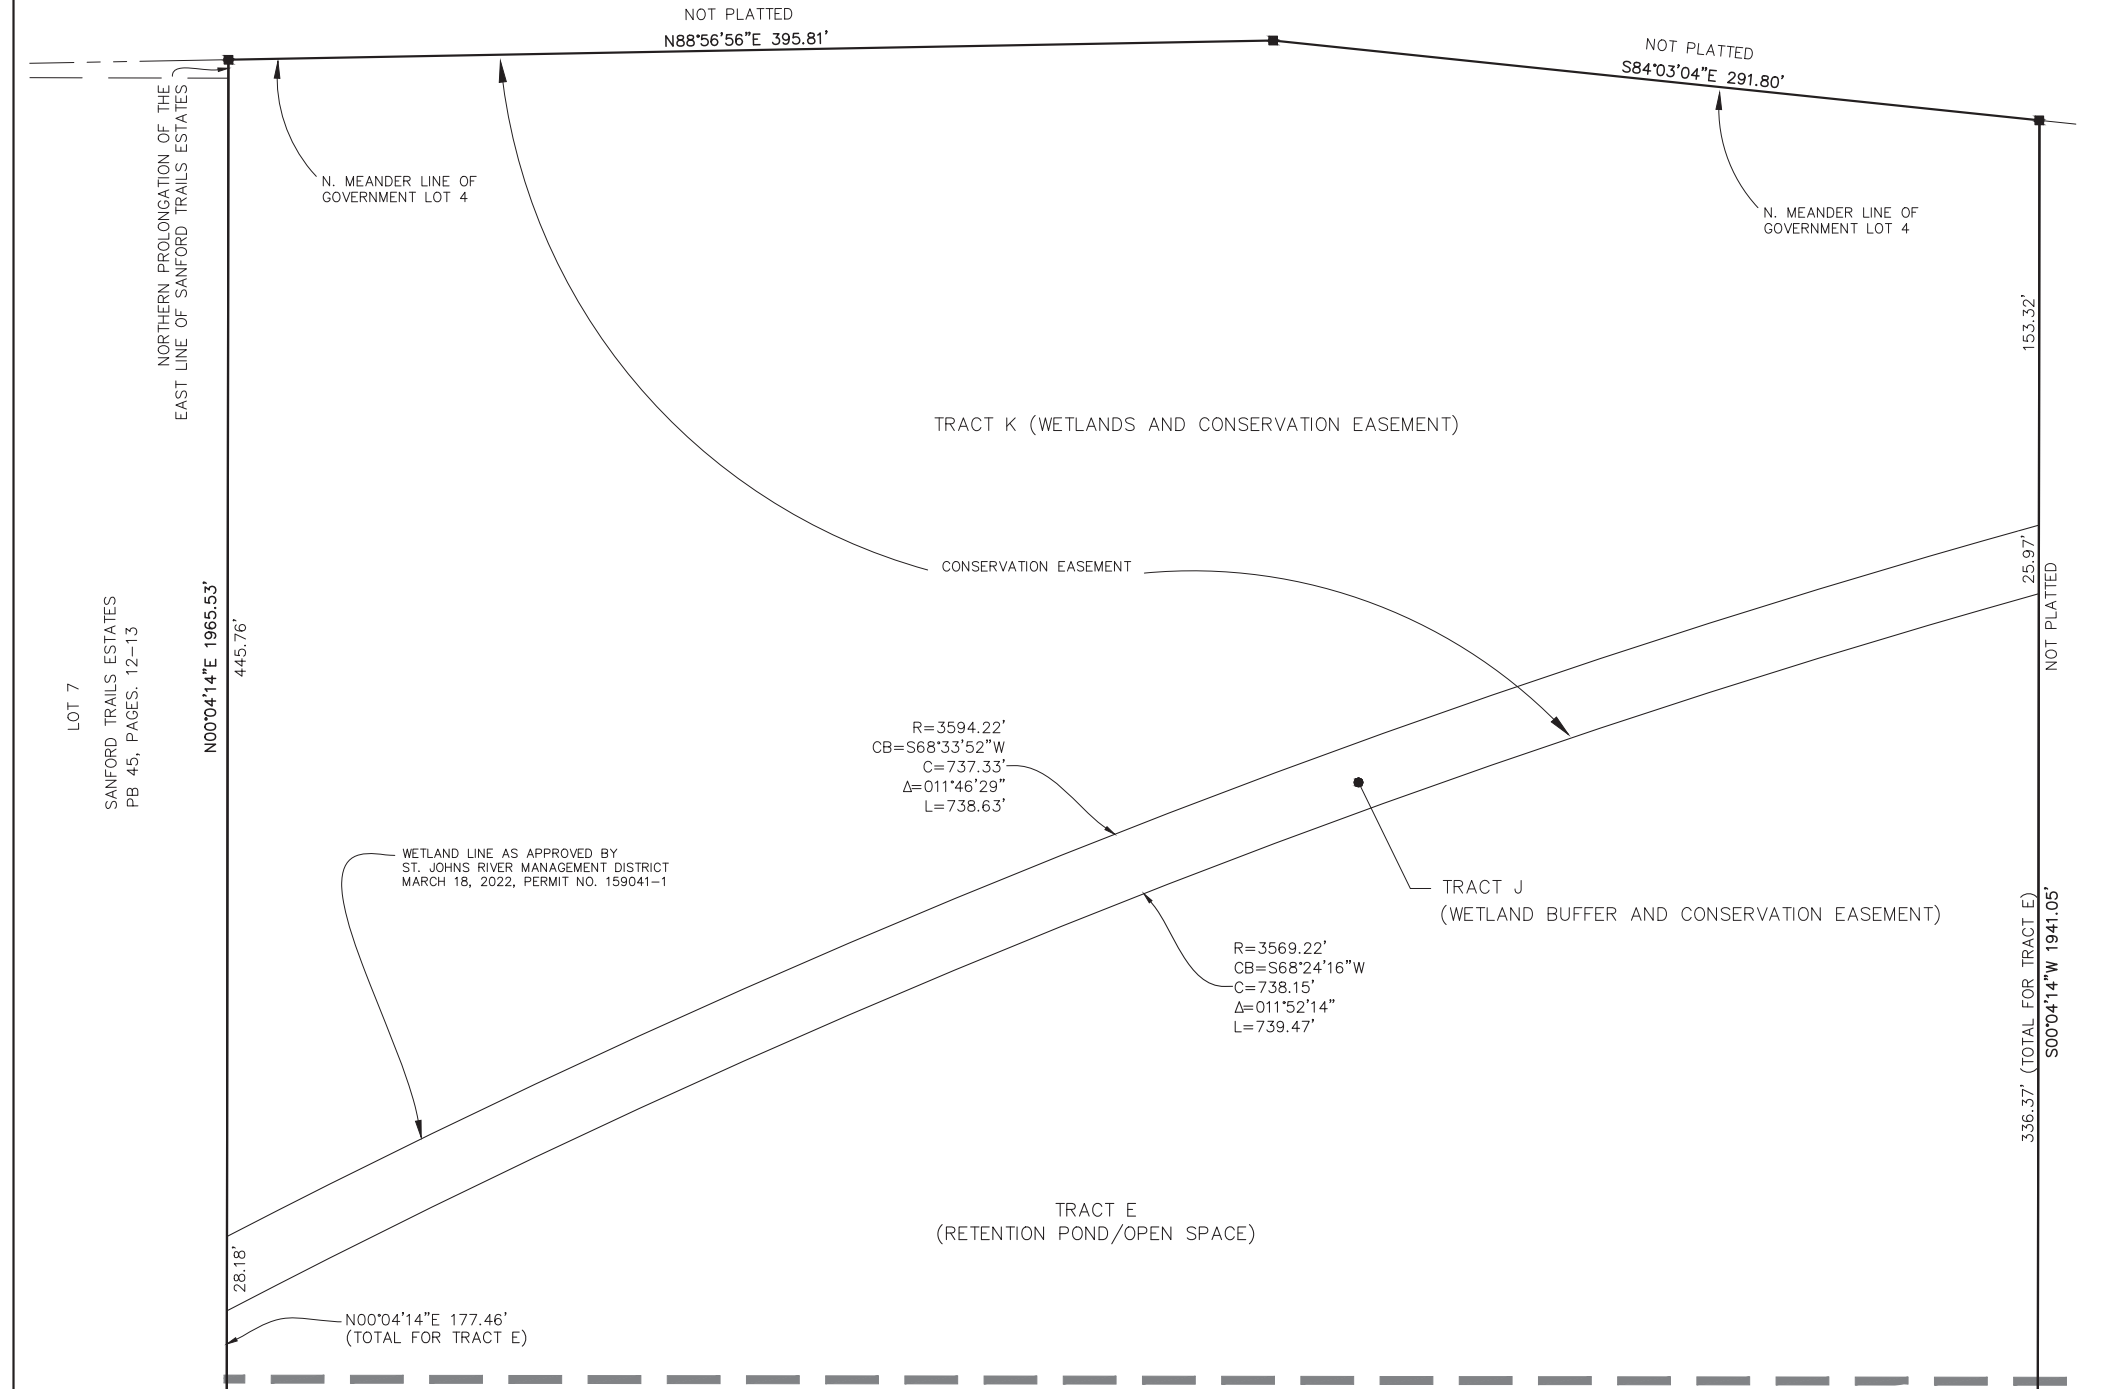 NOT PLATTED
N88°56'56"E 395.81'
NOT PLATTED
S84°03'04"E 291.80'
NORTHERN PROLONGATION OF THE
EAST LINE OF SANFORD TRAILS ESTATES
N. MEANDER LINE OF
GOVERNMENT LOT 4
N. MEANDER LINE OF
GOVERNMENT LOT 4
153.32'
TRACT K (WETLANDS AND CONSERVATION EASEMENT)
CONSERVATION EASEMENT
25.97'
NOT PLATTED
LOT 7
SANFORD TRAILS ESTATES
PB 45, PAGES. 12-13
N00°04'14"E 1965.53'
445.76'
R=3594.22'
CB=S68°33'52"W
C=737.33'
Δ=011°46'29"
L=738.63'
WETLAND LINE AS APPROVED BY
ST. JOHNS RIVER MANAGEMENT DISTRICT
MARCH 18, 2022, PERMIT NO. 159041-1
TRACT J
(WETLAND BUFFER AND CONSERVATION EASEMENT)
R=3569.22'
CB=S68°24'16"W
C=738.15'
Δ=011°52'14"
L=739.47'
336.37' (TOTAL FOR TRACT E)
S00°04'14"W 1941.05'
TRACT E
(RETENTION POND/OPEN SPACE)
28.18'
N00°04'14"E 177.46'
(TOTAL FOR TRACT E)